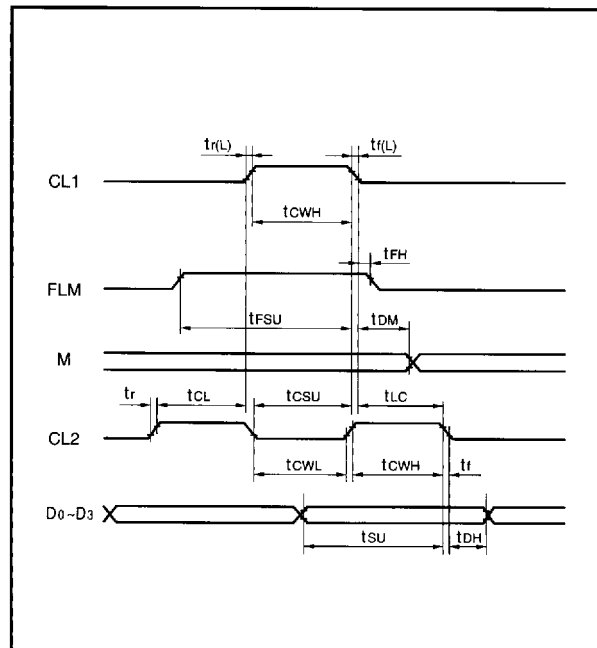 tr(L) tf(L)
CL1
tCWH
tFH
FLM
tFSU tDM
M
tr tCL tCSU tLC
CL2
tCWL tCWH tf
D0~D3
tSU tDH